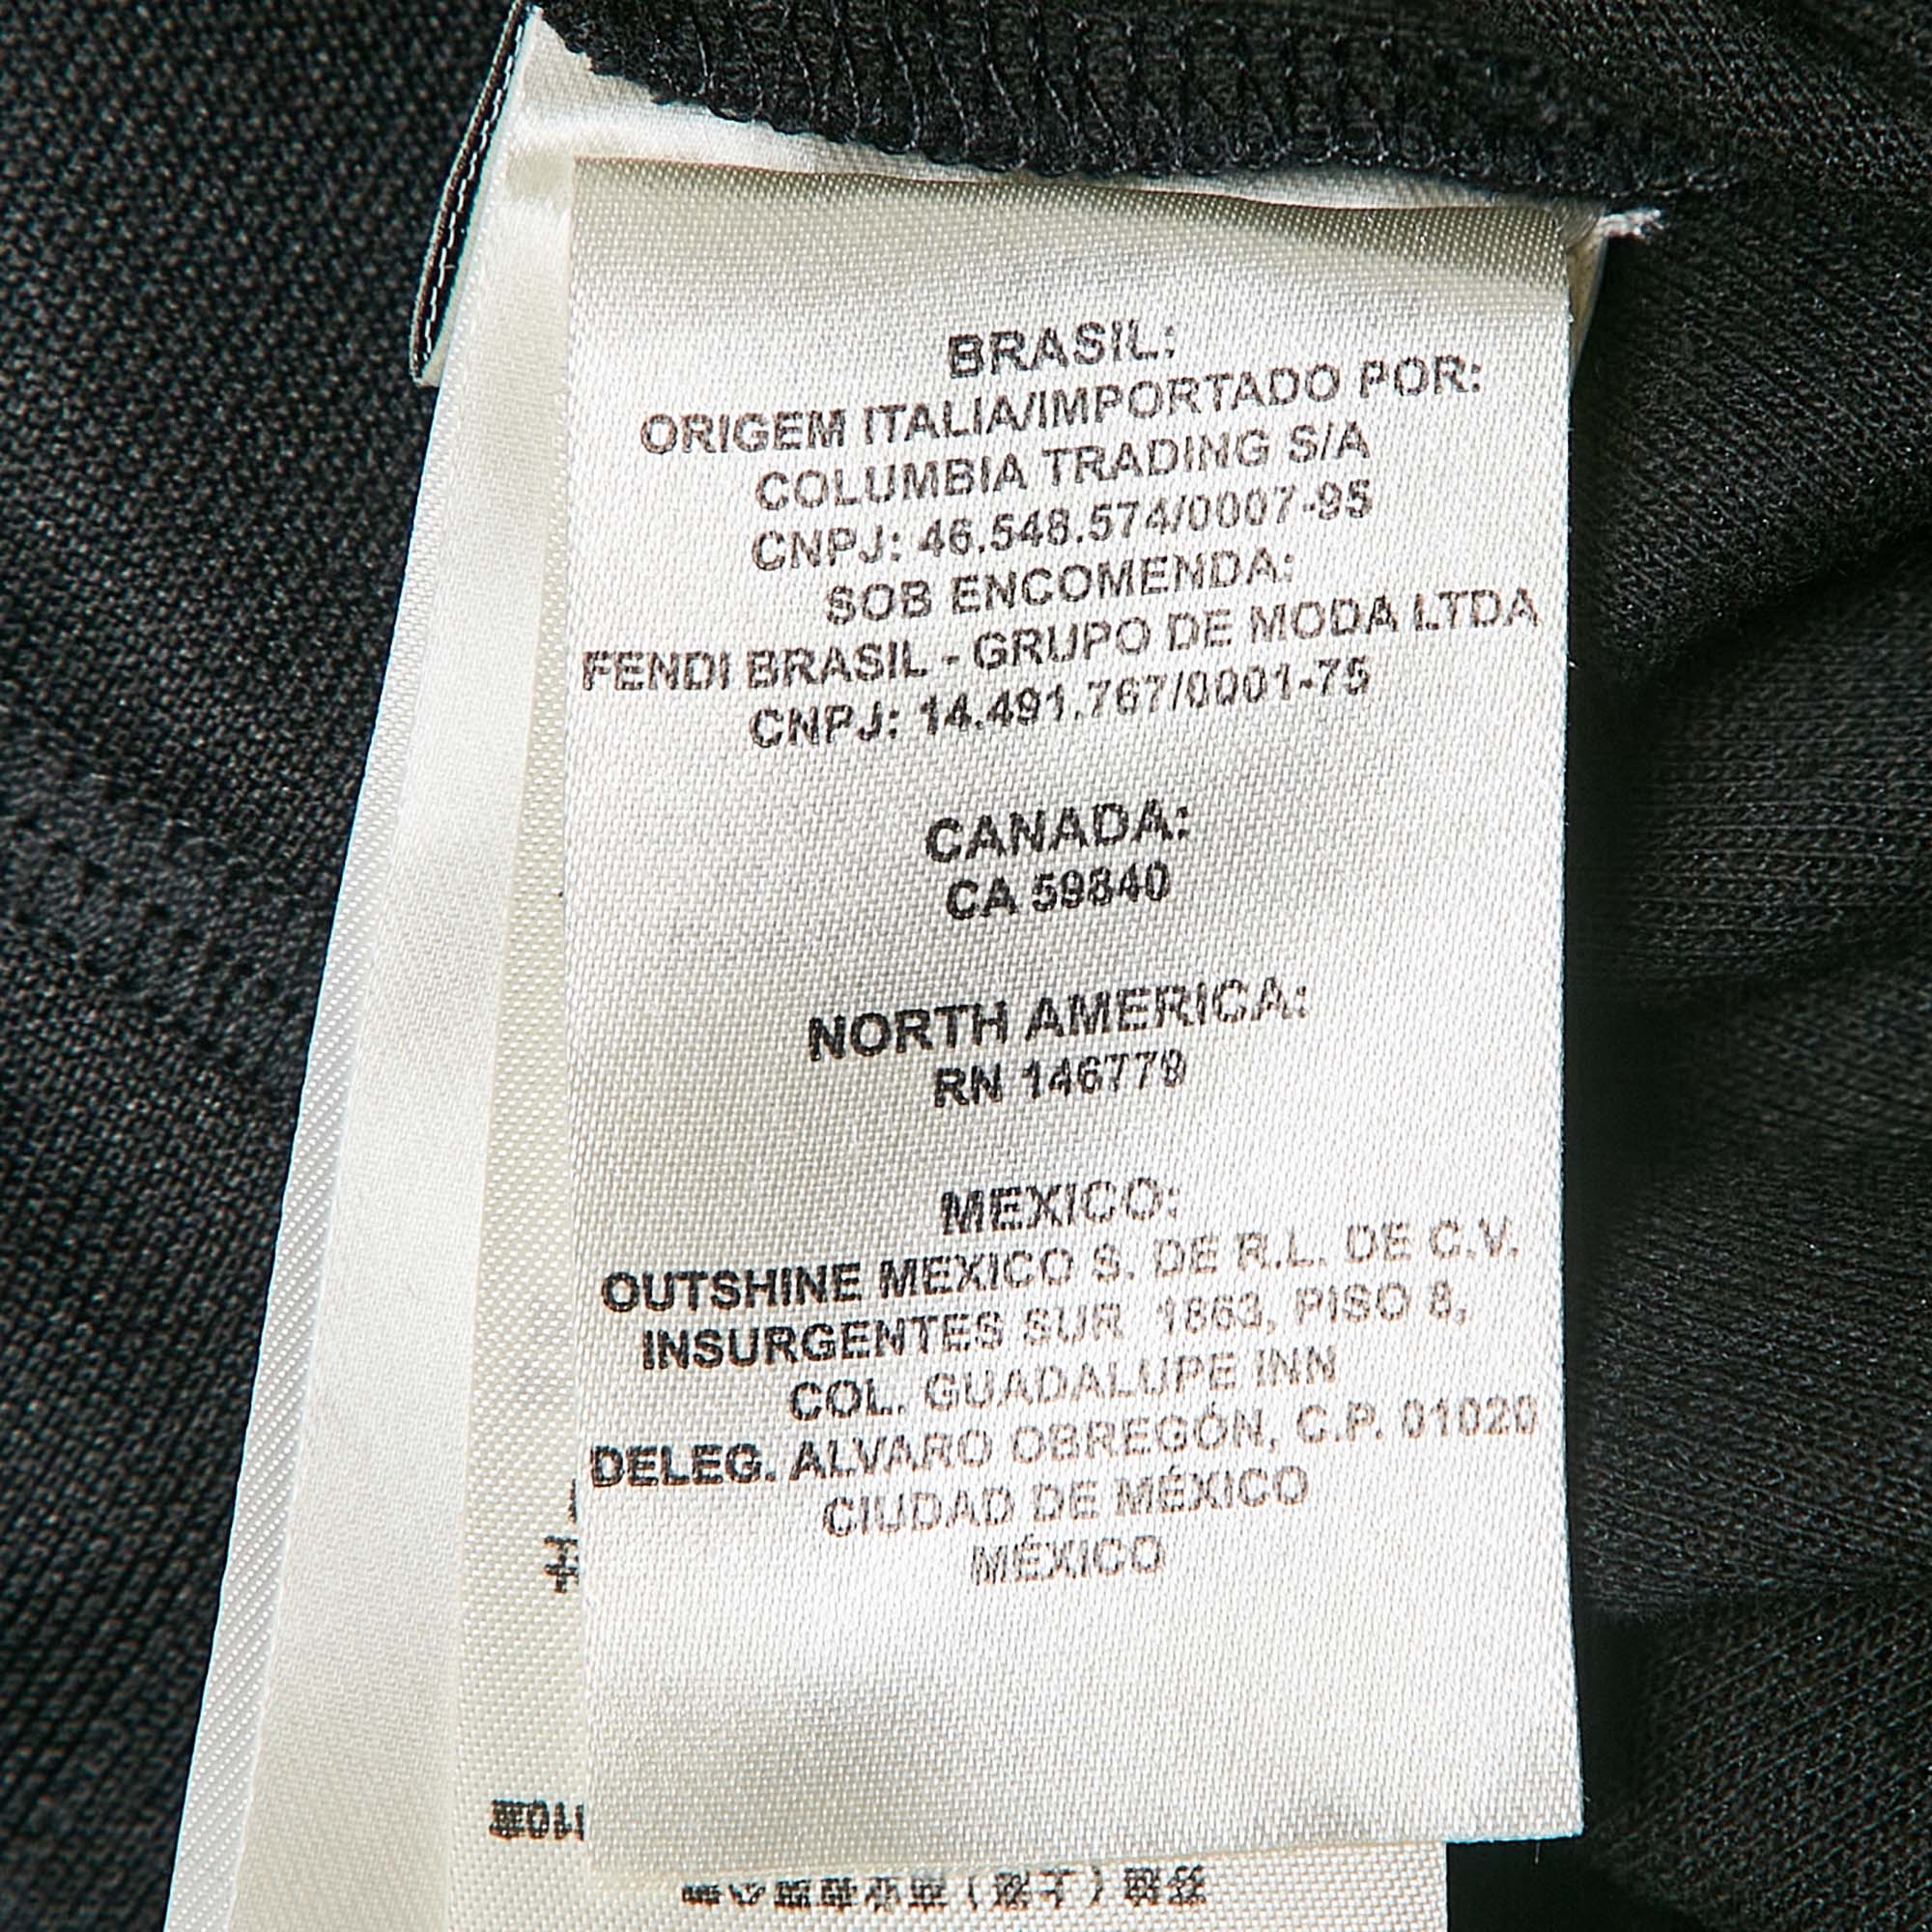 BRASIL:
ORIGEM ITALIA/IMPORTADO POR:
COLUMBIA TRADING S/A
CNPJ: 46.548.574/0007-95
SOB ENCOMENDA:
FENDI BRASIL - GRUPO DE MODA LTDA
CNPJ: 14.491.767/0001-75
CANADA:
CA 59840
NORTH AMERICA:
RN 146779
MEXICO:
OUTSHINE MEXICO S. DE R.L. DE C.V.
INSURGENTES SUR 1863, PISO 8,
COL. GUADALUPE INN
DELEG. ALVARO OBREGÓN, C.P. 01020
CIUDAD DE MÉXICO
MÉXICO